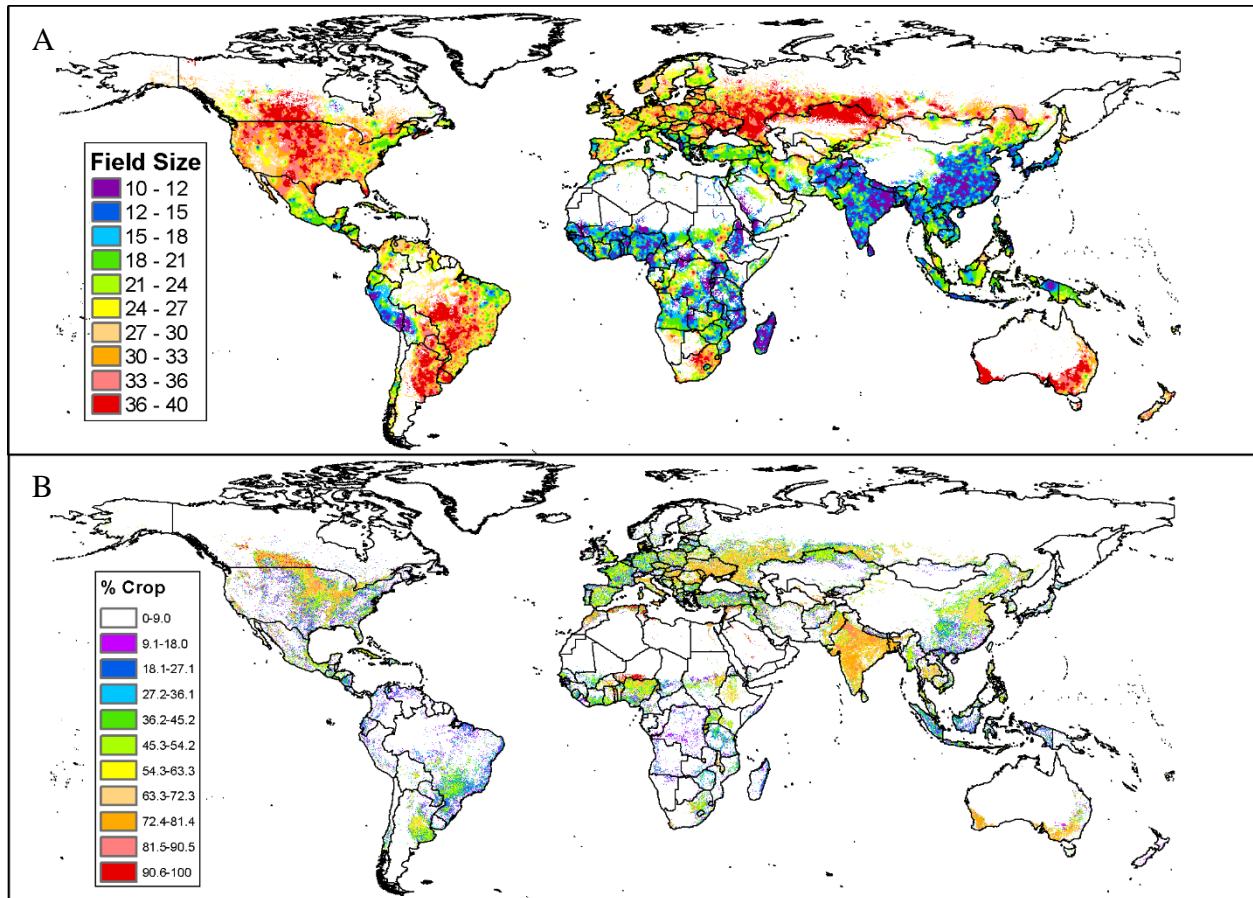 A
Field Size
10 - 12
12 - 15
15 - 18
18 - 21
21 - 24
24 - 27
27 - 30
30 - 33
33 - 36
36 - 40
B
% Crop
0-9.0
9.1-18.0
18.1-27.1
27.2-36.1
36.2-45.2
45.3-54.2
54.3-63.3
63.3-72.3
72.4-81.4
81.5-90.5
90.6-100